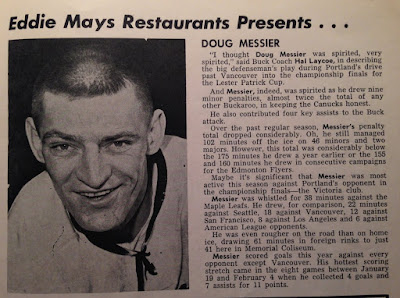 Eddie Mays Restaurants Presents . . .
DOUG MESSIER
"I thought Doug Messier was spirited, very
spirited," said Buck Coach Hal Laycoe, in describing
the big defenseman's play during Portland's drive
past Vancouver into the championship finals for
the Lester Patrick Cup.
And Messier, indeed, was spirited as he drew nine
minor penalties, almost twice the total of any
other Buckaroo, in keeping the Canucks honest.
He also contributed four key assists to the Buck
attack.
Over the past regular season, Messier's penalty
total dropped considerably. Oh, he still managed
102 minutes off the ice on 46 minors and two
majors. However, this total was considerably below
the 175 minutes he drew a year earlier or the 155
and 160 minutes he drew in consecutive campaigns
for the Edmonton Flyers.
Maybe it's significant that Messier was most
active this season against Portland's opponent in
the championship finals—the Victoria club.
Messier was whistled for 38 minutes against the
Maple Leafs. He drew, for comparison, 22 minutes
against Seattle, 18 against Vancouver, 12 against
San Francisco, 8 against Los Angeles and 6 against
American League opponents.
He was even rougher on the road than on home
ice, drawing 61 minutes in foreign rinks to just
41 here in Memorial Coliseum.
Messier scored goals this year against every
opponent except Vancouver. His hottest scoring
stretch came in the eight games between January
19 and February 4 when he collected 4 goals and
7 assists for 11 points.